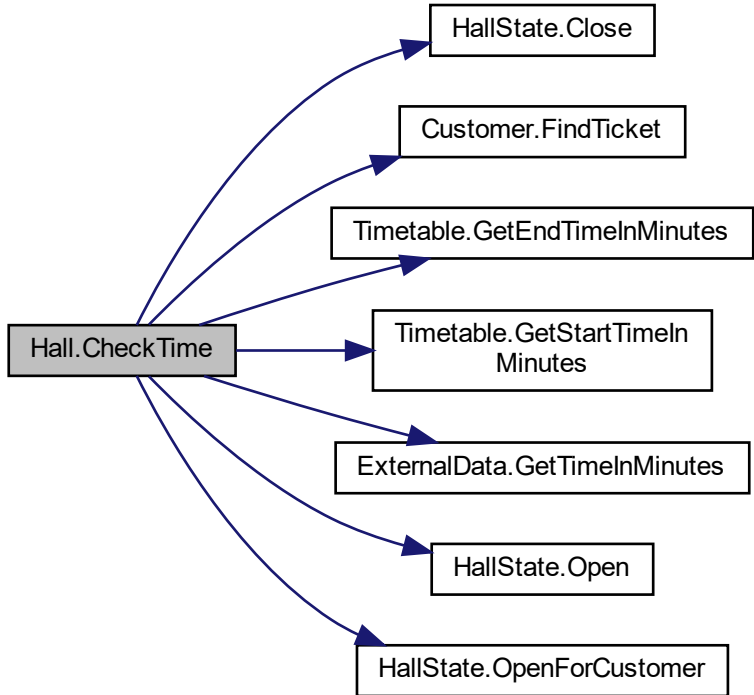 HallState.Close
Customer.FindTicket
Timetable.GetEndTimeInMinutes
Hall.CheckTime
Timetable.GetStartTimeIn
Minutes
ExternalData.GetTimeInMinutes
HallState.Open
HallState.OpenForCustomer